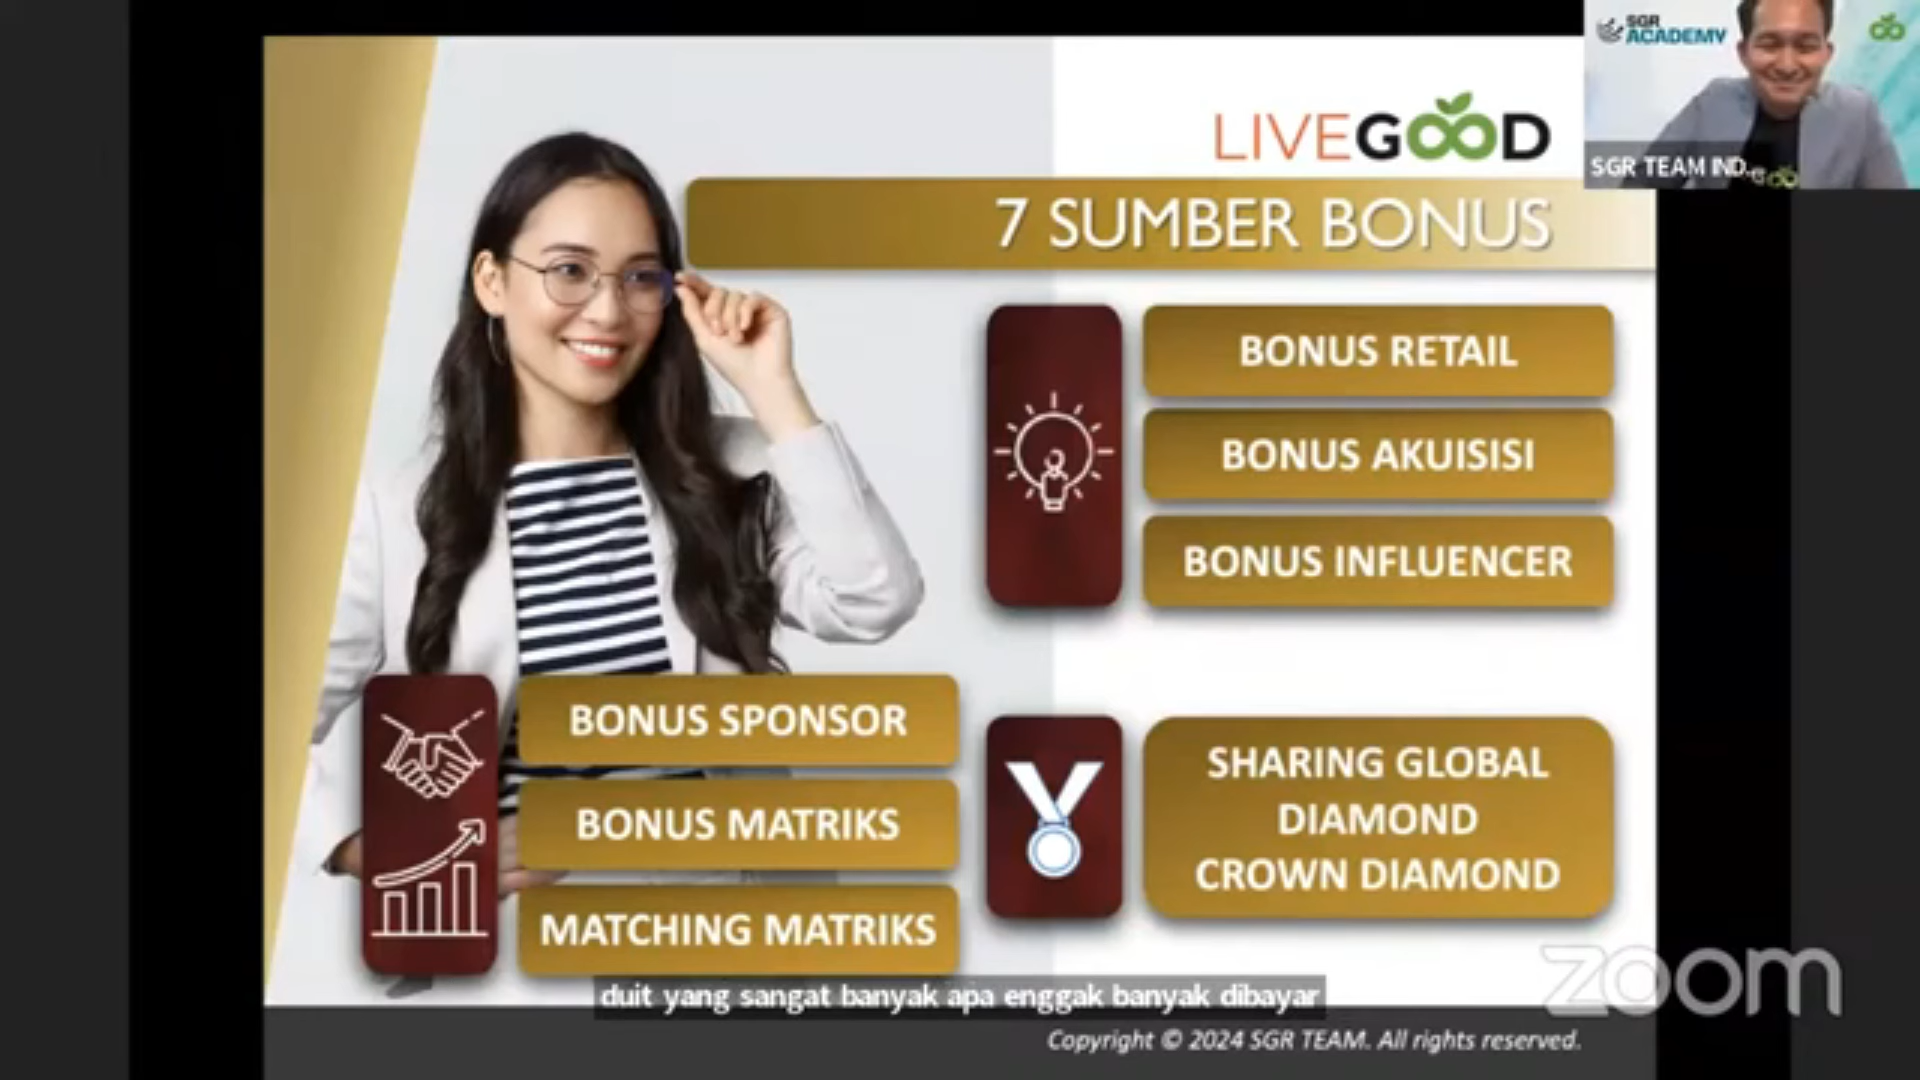 SGR
ACADEMY
SGR TEAM IND.
LIVEGOOD
7 SUMBER BONUS
BONUS RETAIL
BONUS AKUISISI
BONUS INFLUENCER
BONUS SPONSOR
BONUS MATRIKS
MATCHING MATRIKS
SHARING GLOBAL
DIAMOND
CROWN DIAMOND
duit yang sangat banyak apa enggak banyak dibayar
zoom
Copyright © 2024 SGR TEAM. All rights reserved.